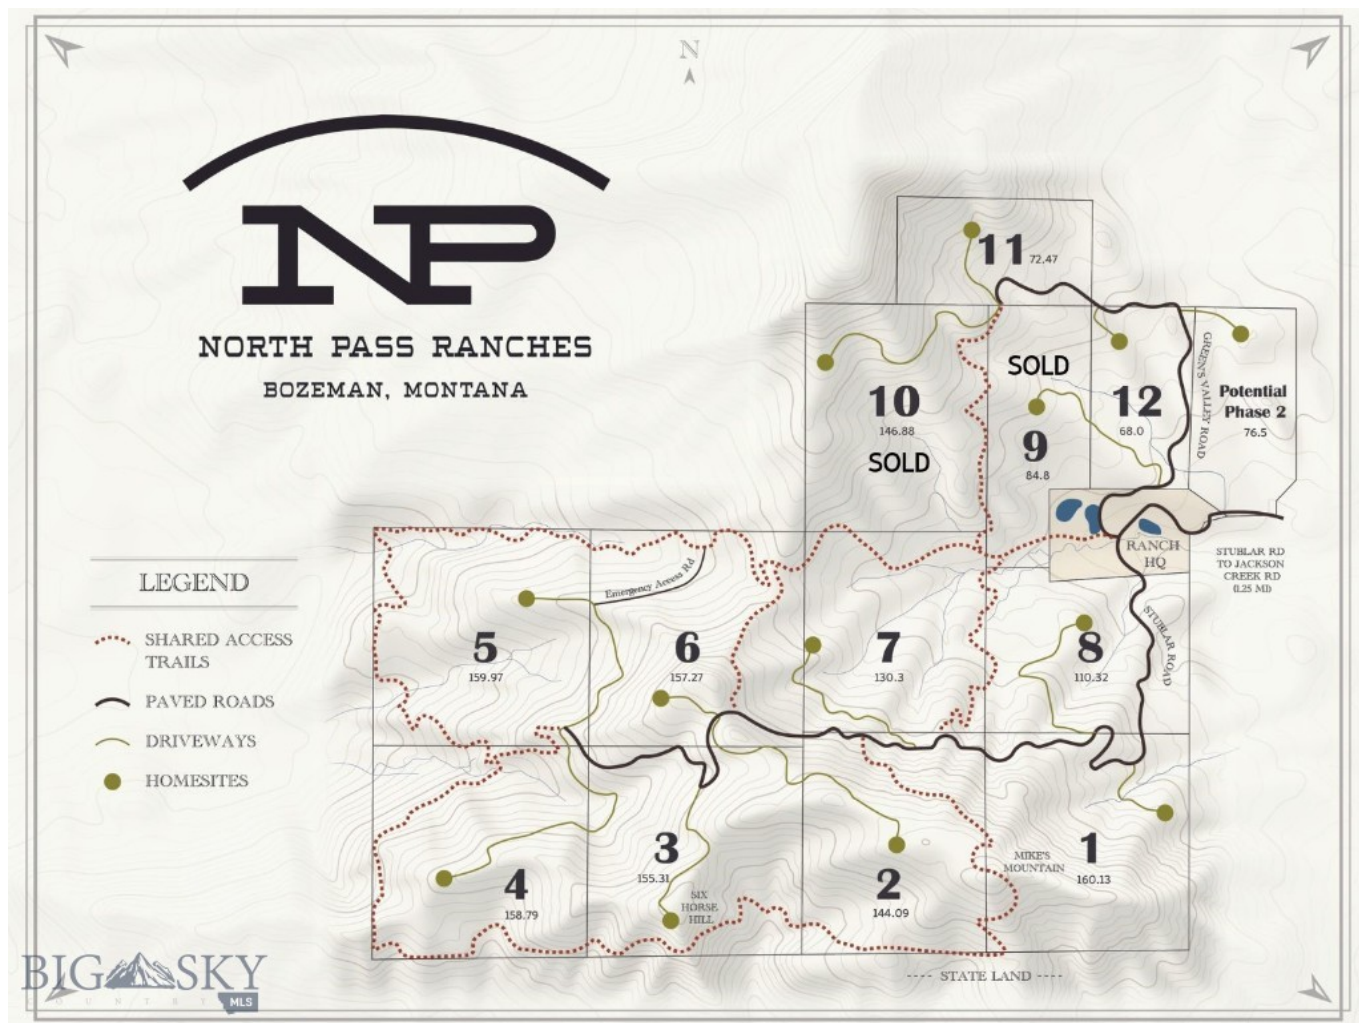 N
NP
NORTH PASS RANCHES
BOZEMAN, MONTANA
11 72.47
SOLD
10
146.88
SOLD
9
84.8
12
68.0
GREEN'S VALLEY ROAD
Potential
Phase 2
76.5
RANCH
HQ
STUBLAR RD
TO JACKSON
CREEK RD
(1.25 MI)
STUBLAR ROAD
Emergency Access Rd
5
159.97
6
157.27
7
130.3
8
110.32
LEGEND
SHARED ACCESS
TRAILS
PAVED ROADS
DRIVEWAYS
HOMESITES
4
158.79
3
155.31
SIX
HORSE
HILL
2
144.09
MIKE'S
MOUNTAIN
1
160.13
---- STATE LAND ----
BIG SKY
COUNTRY
MLS